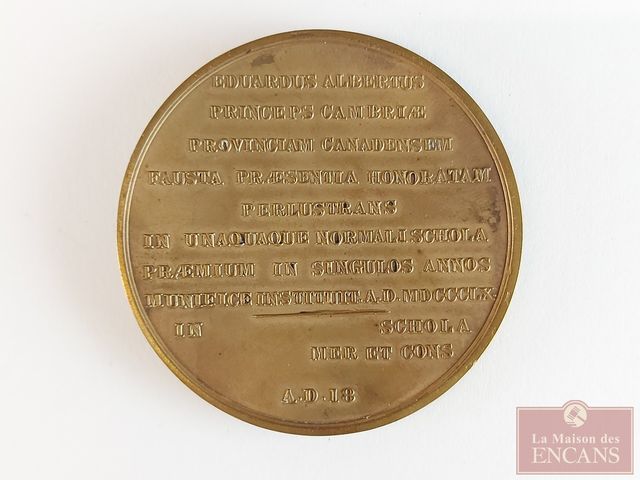 EDUARDUS ALBERTUS
PRINCEPS CAMBRIÆ
PROVINCIAM CANADENSEM
FAUSTA PRÆSENTIA HONORATAM
PERLUSTRANS
IN UNAQUAQUE NORMALI SCHOLA
PRÆMIUM IN SINGULOS ANNOS
MUNIFICE INSTITUIT. A.D. MDCCCLX.
IN SCHOLA
MER ET CONS
A.D. 18
La Maison des
ENCANS